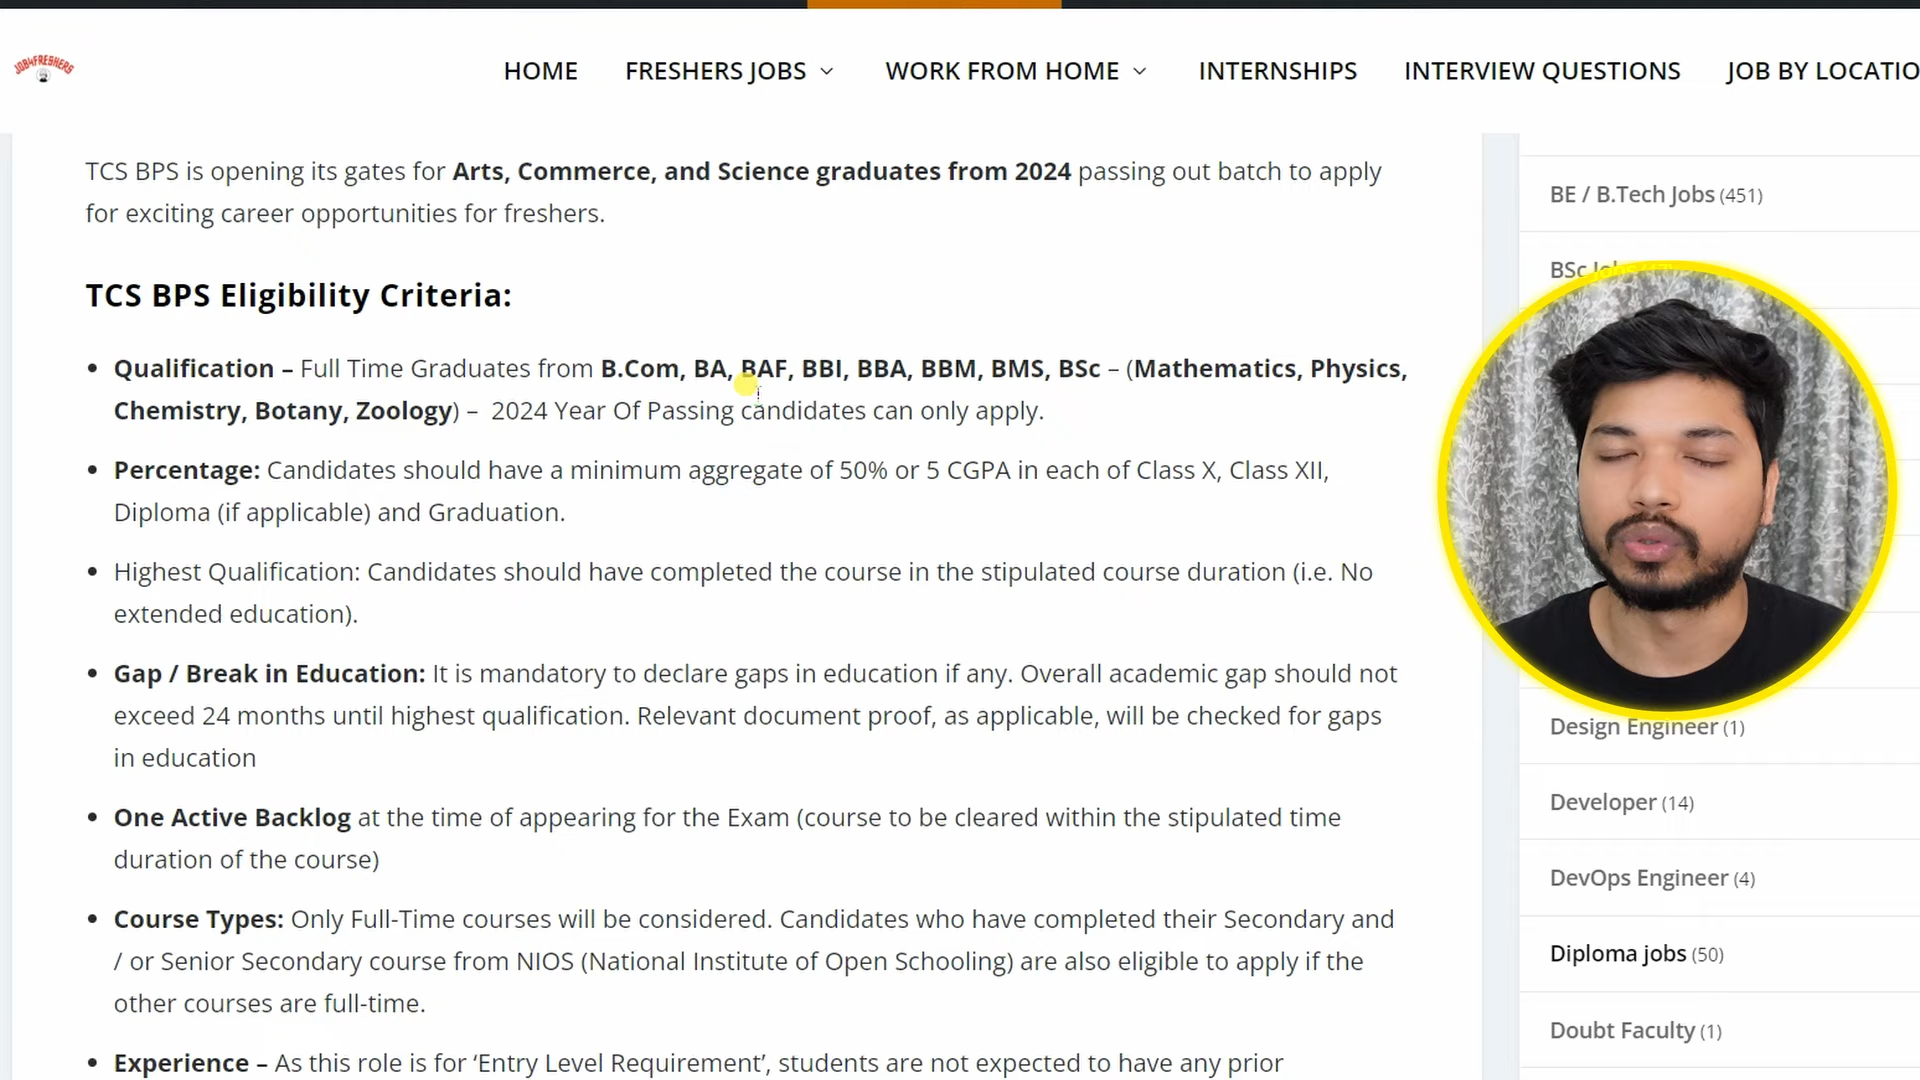 JOB4FRESHERS
HOME FRESHERS JOBS WORK FROM HOME INTERNSHIPS INTERVIEW QUESTIONS JOB BY LOCATIO
TCS BPS is opening its gates for Arts, Commerce, and Science graduates from 2024 passing out batch to apply
for exciting career opportunities for freshers.
TCS BPS Eligibility Criteria:
• Qualification – Full Time Graduates from B.Com, BA, BAF, BBI, BBA, BBM, BMS, BSc – (Mathematics, Physics,
Chemistry, Botany, Zoology) – 2024 Year Of Passing candidates can only apply.
• Percentage: Candidates should have a minimum aggregate of 50% or 5 CGPA in each of Class X, Class XII,
Diploma (if applicable) and Graduation.
• Highest Qualification: Candidates should have completed the course in the stipulated course duration (i.e. No
extended education).
• Gap / Break in Education: It is mandatory to declare gaps in education if any. Overall academic gap should not
exceed 24 months until highest qualification. Relevant document proof, as applicable, will be checked for gaps
in education
• One Active Backlog at the time of appearing for the Exam (course to be cleared within the stipulated time
duration of the course)
• Course Types: Only Full-Time courses will be considered. Candidates who have completed their Secondary and
/ or Senior Secondary course from NIOS (National Institute of Open Schooling) are also eligible to apply if the
other courses are full-time.
• Experience – As this role is for ‘Entry Level Requirement’, students are not expected to have any prior
BE / B.Tech Jobs (451)
BSc Jobs
Design Engineer (1)
Developer (14)
DevOps Engineer (4)
Diploma jobs (50)
Doubt Faculty (1)